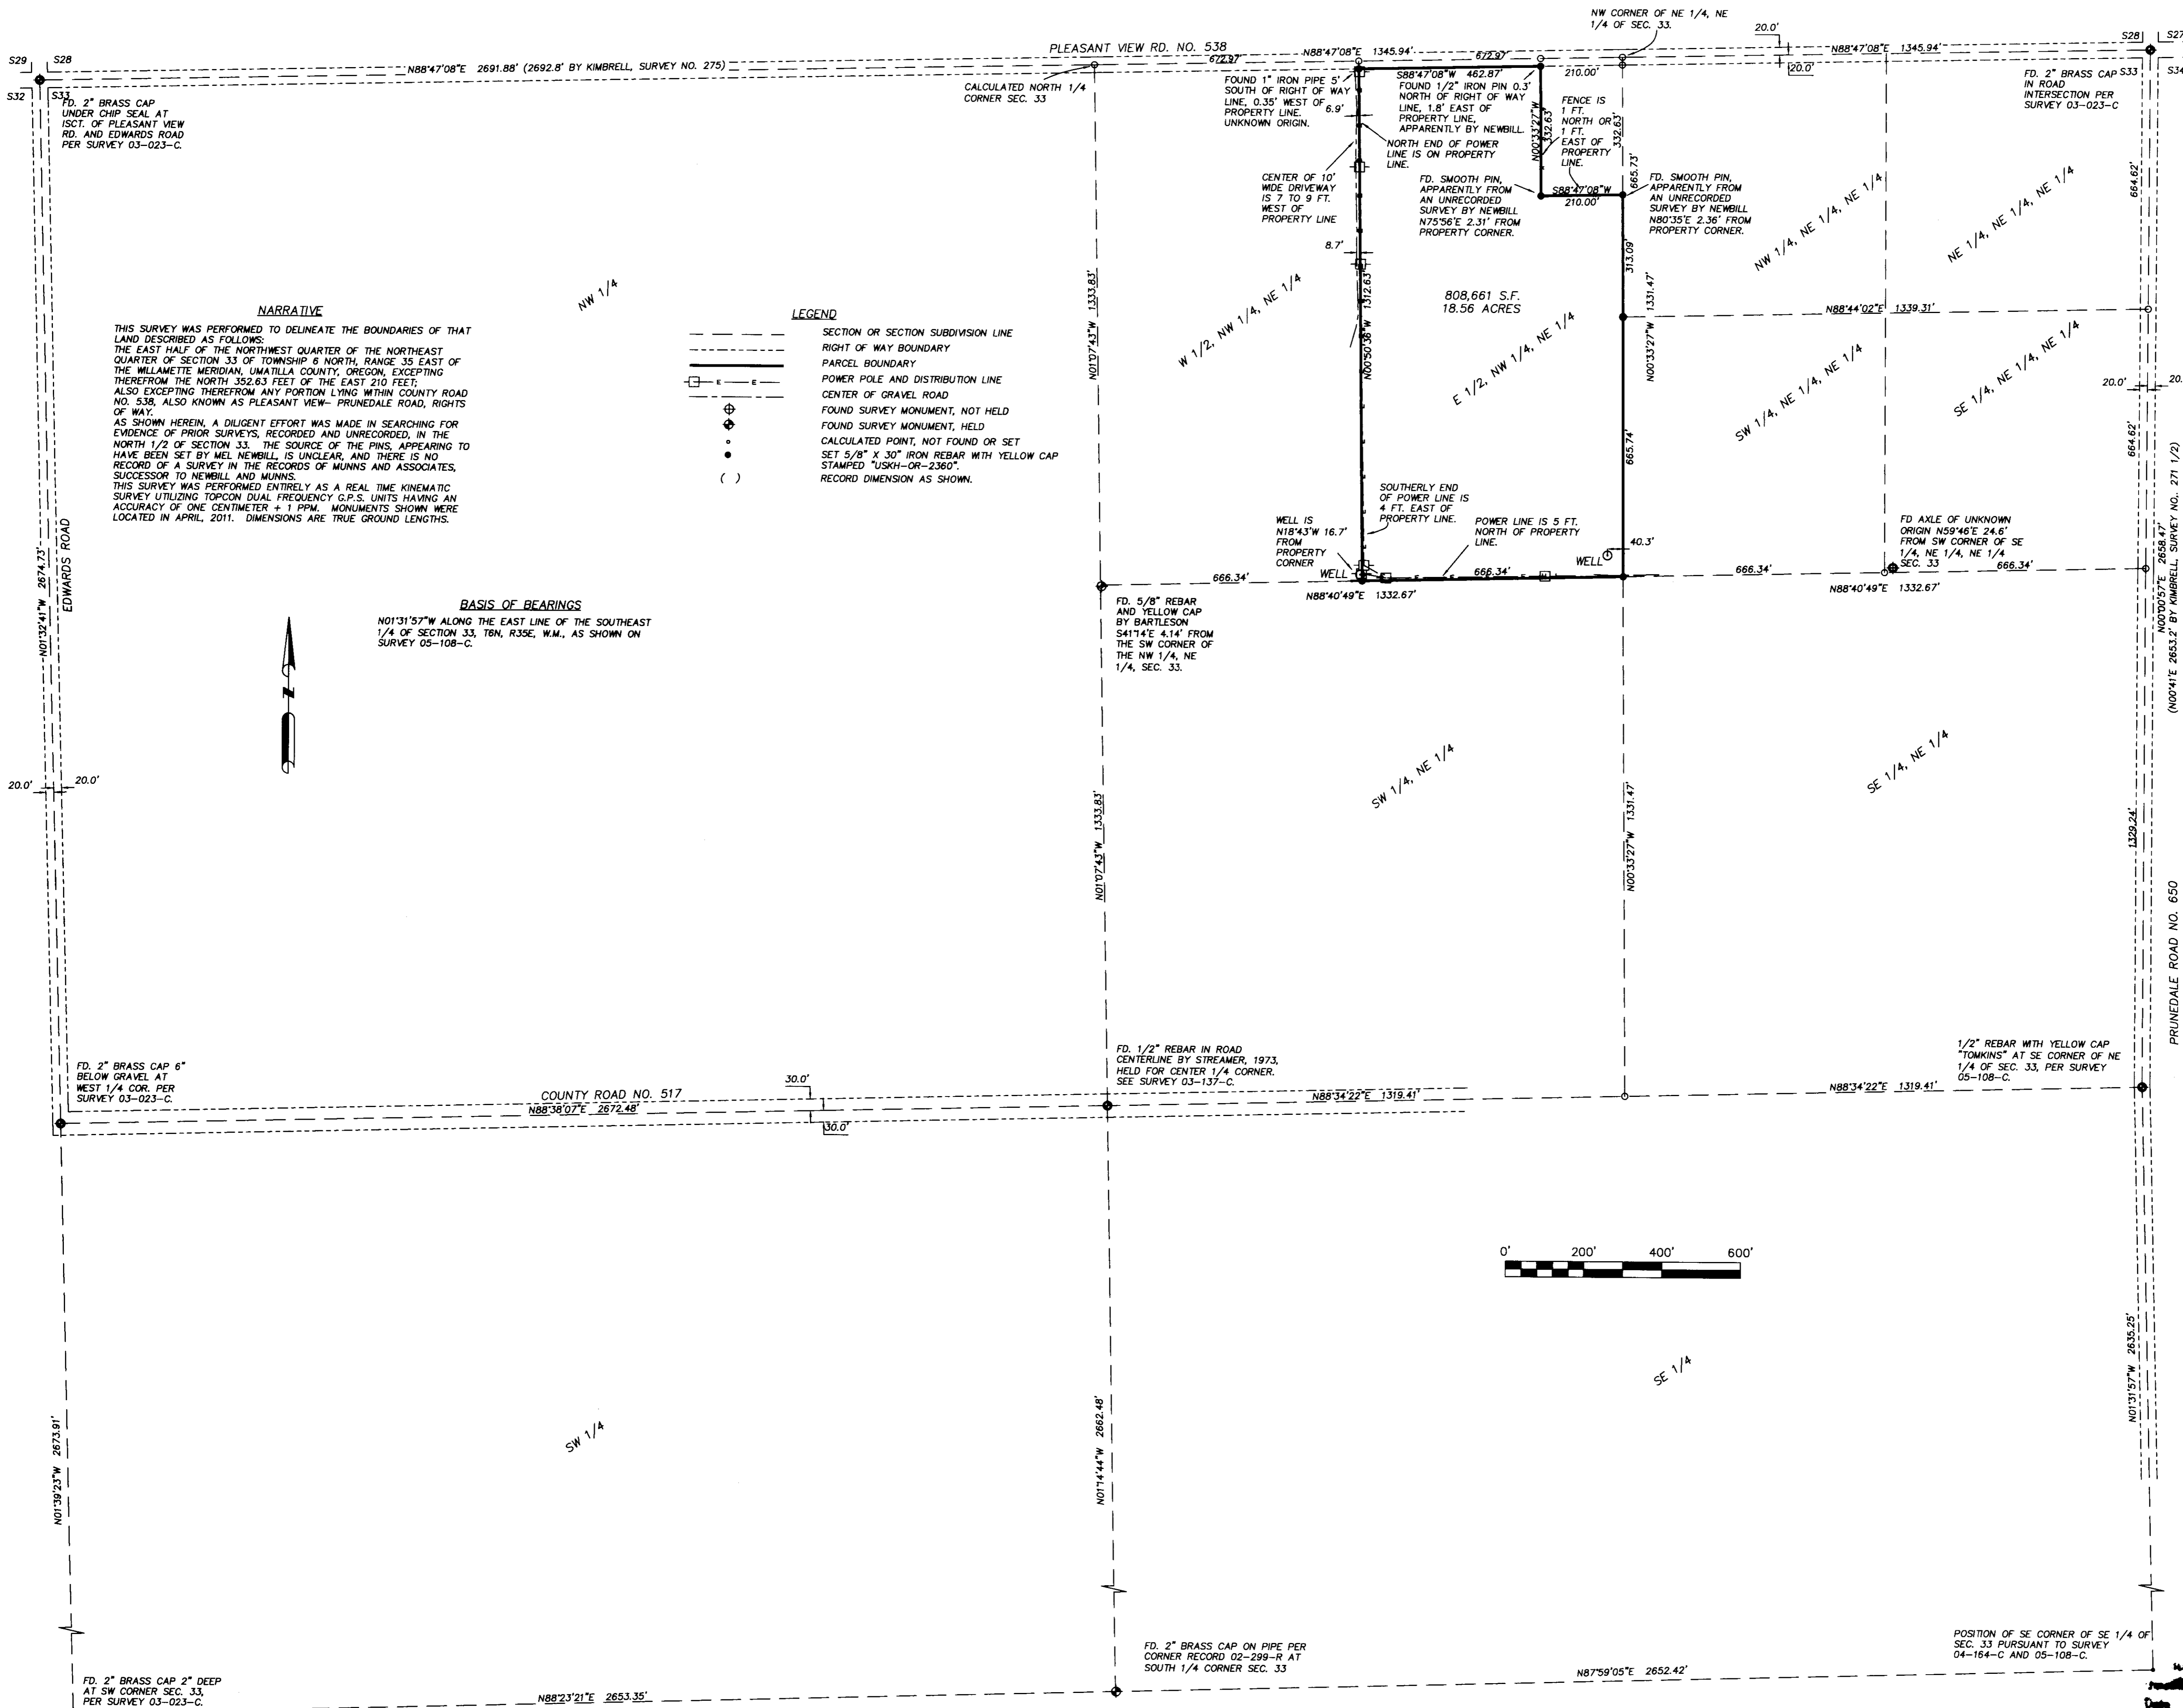 NW CORNER OF NE 1/4, NE
1/4 OF SEC. 33.
20.0'
S29
S28
PLEASANT VIEW RD. NO. 538
N88°47'08"E 1345.94'
N88°47'08"E 1345.94'
S28
S27
S32
S33
N88°47'08"E 2691.88' (2692.8' BY KIMBRELL, SURVEY NO. 275)
672.97'
672.97'
210.00'
20.0'
S33
S34
FD. 2" BRASS CAP
UNDER CHIP SEAL AT
ISCT. OF PLEASANT VIEW
RD. AND EDWARDS ROAD
PER SURVEY 03-023-C.
CALCULATED NORTH 1/4
CORNER SEC. 33
FOUND 1" IRON PIPE 5'
SOUTH OF RIGHT OF WAY
LINE, 0.35' WEST OF
PROPERTY LINE.
UNKNOWN ORIGIN.
6.9'
S88°47'08"W 462.87'
FOUND 1/2" IRON PIN 0.3'
NORTH OF RIGHT OF WAY
LINE, 1.8' EAST OF
PROPERTY LINE,
APPARENTLY BY NEWBILL.
NORTH END OF POWER
LINE IS ON PROPERTY
LINE.
N00°33'27"W
332.63'
FENCE IS
1 FT.
NORTH OR
1 FT.
EAST OF
PROPERTY
LINE.
332.63'
665.73'
FD. 2" BRASS CAP
IN ROAD
INTERSECTION PER
SURVEY 03-023-C
CENTER OF 10'
WIDE DRIVEWAY
IS 7 TO 9 FT.
WEST OF
PROPERTY LINE
FD. SMOOTH PIN,
APPARENTLY FROM
AN UNRECORDED
SURVEY BY NEWBILL
N75°56'E 2.31' FROM
PROPERTY CORNER.
S88°47'08"W
210.00'
FD. SMOOTH PIN,
APPARENTLY FROM
AN UNRECORDED
SURVEY BY NEWBILL
N80°35'E 2.36' FROM
PROPERTY CORNER.
8.7'
NW 1/4, NE 1/4, NE 1/4
NE 1/4, NE 1/4, NE 1/4
664.62'
313.09'
NW 1/4
NARRATIVE
THIS SURVEY WAS PERFORMED TO DELINEATE THE BOUNDARIES OF THAT
LAND DESCRIBED AS FOLLOWS:
THE EAST HALF OF THE NORTHWEST QUARTER OF THE NORTHEAST
QUARTER OF SECTION 33 OF TOWNSHIP 6 NORTH, RANGE 35 EAST OF
THE WILLAMETTE MERIDIAN, UMATILLA COUNTY, OREGON, EXCEPTING
THEREFROM THE NORTH 352.63 FEET OF THE EAST 210 FEET;
ALSO EXCEPTING THEREFROM ANY PORTION LYING WITHIN COUNTY ROAD
NO. 538, ALSO KNOWN AS PLEASANT VIEW- PRUNEDALE ROAD, RIGHTS
OF WAY.
AS SHOWN HEREIN, A DILIGENT EFFORT WAS MADE IN SEARCHING FOR
EVIDENCE OF PRIOR SURVEYS, RECORDED AND UNRECORDED, IN THE
NORTH 1/2 OF SECTION 33. THE SOURCE OF THE PINS, APPEARING TO
HAVE BEEN SET BY MEL NEWBILL, IS UNCLEAR, AND THERE IS NO
RECORD OF A SURVEY IN THE RECORDS OF MUNNS AND ASSOCIATES,
SUCCESSOR TO NEWBILL AND MUNNS.
THIS SURVEY WAS PERFORMED ENTIRELY AS A REAL TIME KINEMATIC
SURVEY UTILIZING TOPCON DUAL FREQUENCY G.P.S. UNITS HAVING AN
ACCURACY OF ONE CENTIMETER + 1 PPM. MONUMENTS SHOWN WERE
LOCATED IN APRIL, 2011. DIMENSIONS ARE TRUE GROUND LENGTHS.
LEGEND
SECTION OR SECTION SUBDIVISION LINE
RIGHT OF WAY BOUNDARY
PARCEL BOUNDARY
E E POWER POLE AND DISTRIBUTION LINE
CENTER OF GRAVEL ROAD
FOUND SURVEY MONUMENT, NOT HELD
FOUND SURVEY MONUMENT, HELD
CALCULATED POINT, NOT FOUND OR SET
SET 5/8" X 30" IRON REBAR WITH YELLOW CAP
STAMPED "USKH-OR-2360".
( ) RECORD DIMENSION AS SHOWN.
N01°07'43"W 1333.83'
W 1/2, NW 1/4, NE 1/4
N00°50'36"W 1312.63'
808,661 S.F.
18.56 ACRES
E 1/2, NW 1/4, NE 1/4
N00°33'27"W 1331.47'
N88°44'02"E 1339.31'
SW 1/4, NE 1/4, NE 1/4
SE 1/4, NE 1/4, NE 1/4
20.0'
20.
664.62'
665.74'
SOUTHERLY END
OF POWER LINE IS
4 FT. EAST OF
PROPERTY LINE.
WELL IS
N18°43'W 16.7'
FROM
PROPERTY
CORNER
POWER LINE IS 5 FT.
NORTH OF PROPERTY
LINE.
WELL
40.3'
WELL
FD AXLE OF UNKNOWN
ORIGIN N59°46'E 24.6'
FROM SW CORNER OF SE
1/4, NE 1/4, NE 1/4
SEC. 33
N00°00'57"E 2658.47'
(N00°41'E 2653.2' BY KIMBRELL, SURVEY NO. 271 1/2)
666.34'
666.34'
666.34'
666.34'
N88°40'49"E 1332.67'
N88°40'49"E 1332.67'
N01°32'41"W 2674.73'
EDWARDS ROAD
BASIS OF BEARINGS
N01°31'57"W ALONG THE EAST LINE OF THE SOUTHEAST
1/4 OF SECTION 33, T6N, R35E, W.M., AS SHOWN ON
SURVEY 05-108-C.
FD. 5/8" REBAR
AND YELLOW CAP
BY BARTLESON
S41°14'E 4.14' FROM
THE SW CORNER OF
THE NW 1/4, NE
1/4, SEC. 33.
N
20.0'
20.0'
N01°07'43"W 1333.83'
SW 1/4, NE 1/4
N00°33'27"W 1331.47'
SE 1/4, NE 1/4
1329.24'
PRUNEDALE ROAD NO. 650
FD. 2" BRASS CAP 6"
BELOW GRAVEL AT
WEST 1/4 COR. PER
SURVEY 03-023-C.
COUNTY ROAD NO. 517
N88°38'07"E 2672.48'
30.0'
30.0'
FD. 1/2" REBAR IN ROAD
CENTERLINE BY STREAMER, 1973,
HELD FOR CENTER 1/4 CORNER.
SEE SURVEY 03-137-C.
N88°34'22"E 1319.41'
1/2" REBAR WITH YELLOW CAP
"TOMKINS" AT SE CORNER OF NE
1/4 OF SEC. 33, PER SURVEY
05-108-C.
N88°34'22"E 1319.41'
0' 200' 400' 600'
N01°39'23"W 2673.91'
SW 1/4
N01°14'44"W 2662.48'
SE 1/4
N01°31'57"W 2635.25'
FD. 2" BRASS CAP 2" DEEP
AT SW CORNER SEC. 33,
PER SURVEY 03-023-C.
N88°23'21"E 2653.35'
FD. 2" BRASS CAP ON PIPE PER
CORNER RECORD 02-299-R AT
SOUTH 1/4 CORNER SEC. 33
N87°59'05"E 2652.42'
POSITION OF SE CORNER OF SE 1/4 OF
SEC. 33 PURSUANT TO SURVEY
04-164-C AND 05-108-C.